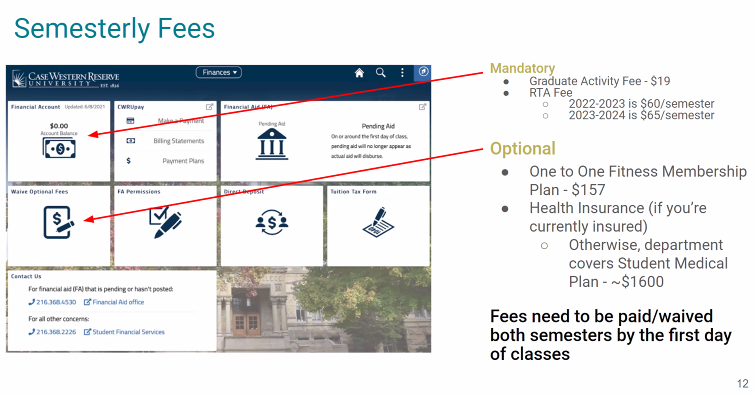 Semesterly Fees
CASE WESTERN RESERVE
UNIVERSITY EST. 1826
Finances ▾
Financial Account Updated: 6/8/2021
$0.00
Account Balance
CWRUpay
Make a Payment
Billing Statements
Payment Plans
Financial Aid (FA)
Pending Aid
Pending Aid
On or around the first day of class,
pending aid will no longer appear as
actual aid will disburse.
Waive Optional Fees
FA Permissions
Direct Deposit
Tuition Tax Form
Contact Us
For financial aid (FA) that is pending or hasn't posted:
216.368.4530 Financial Aid office
For all other concerns:
216.368.2226 Student Financial Services
Mandatory
● Graduate Activity Fee - $19
● RTA Fee
○ 2022-2023 is $60/semester
○ 2023-2024 is $65/semester
Optional
● One to One Fitness Membership
Plan - $157
● Health Insurance (if you're
currently insured)
○ Otherwise, department
covers Student Medical
Plan - ~$1600
Fees need to be paid/waived
both semesters by the first day
of classes
12